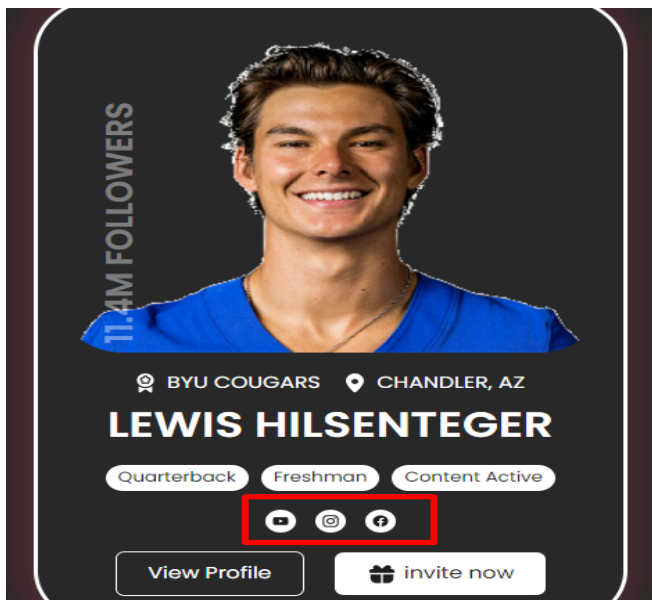 11.4M FOLLOWERS
BYU COUGARS CHANDLER, AZ
LEWIS HILSENTEGER
Quarterback Freshman Content Active
View Profile invite now